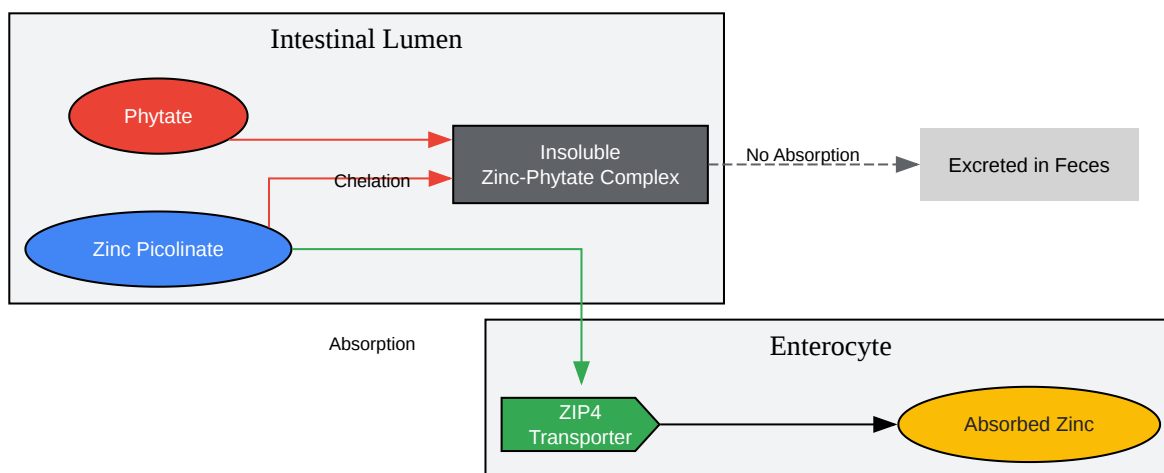 Intestinal Lumen
Phytate
Insoluble
Zinc-Phytate Complex
No Absorption
Excreted in Feces
Chelation
Zinc Picolinate
Absorption
Enterocyte
ZIP4
Transporter
Absorbed Zinc